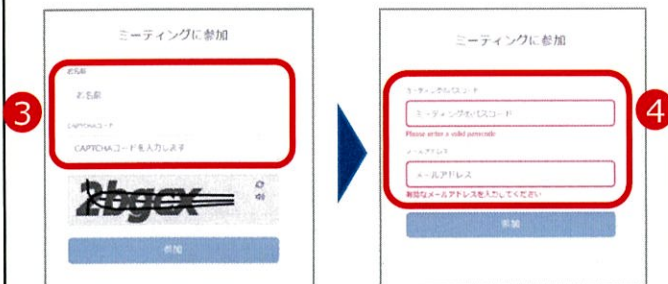 ミーティングに参加
お名前
お名前
CAPTCHAコード
CAPTCHAコードを入力します
2bgcx
参加
3
ミーティングに参加
ミーティングのパスコード
ミーティングのパスコード
Please enter a valid passcode
メールアドレス
メールアドレス
有効なメールアドレスを入力してください
参加
4